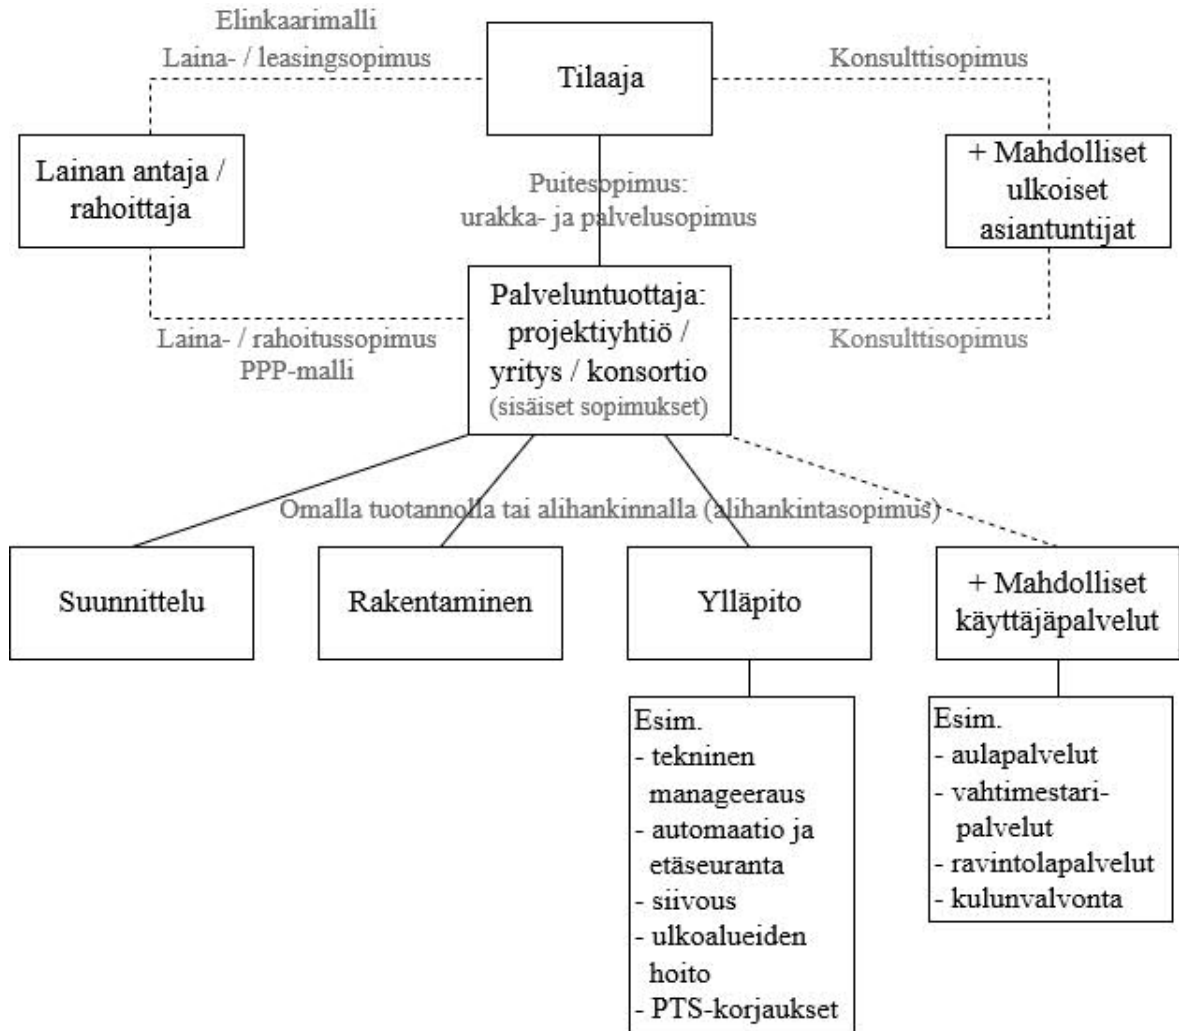 Elinkaarimalli
Laina- / leasingsopimus
Tilaaja
Konsulttisopimus
Lainan antaja /
rahoittaja
+ Mahdolliset
ulkoiset
asiantuntijat
Puitesopimus:
urakka- ja palvelusopimus
Palveluntuottaja:
projektiyhtiö /
yritys / konsortio
(sisäiset sopimukset)
Laina- / rahoitussopimus
PPP-malli
Konsulttisopimus
Omalla tuotannolla tai alihankinnalla (alihankintasopimus)
Suunnittelu
Rakentaminen
Ylläpito
+ Mahdolliset
käyttäjäpalvelut
Esim.
- tekninen
manageeraus
- automaatio ja
etäseuranta
- siivous
- ulkoalueiden
hoito
- PTS-korjaukset
Esim.
- aulapalvelut
- vahtimestari-
palvelut
- ravintolapalvelut
- kulunvalvonta